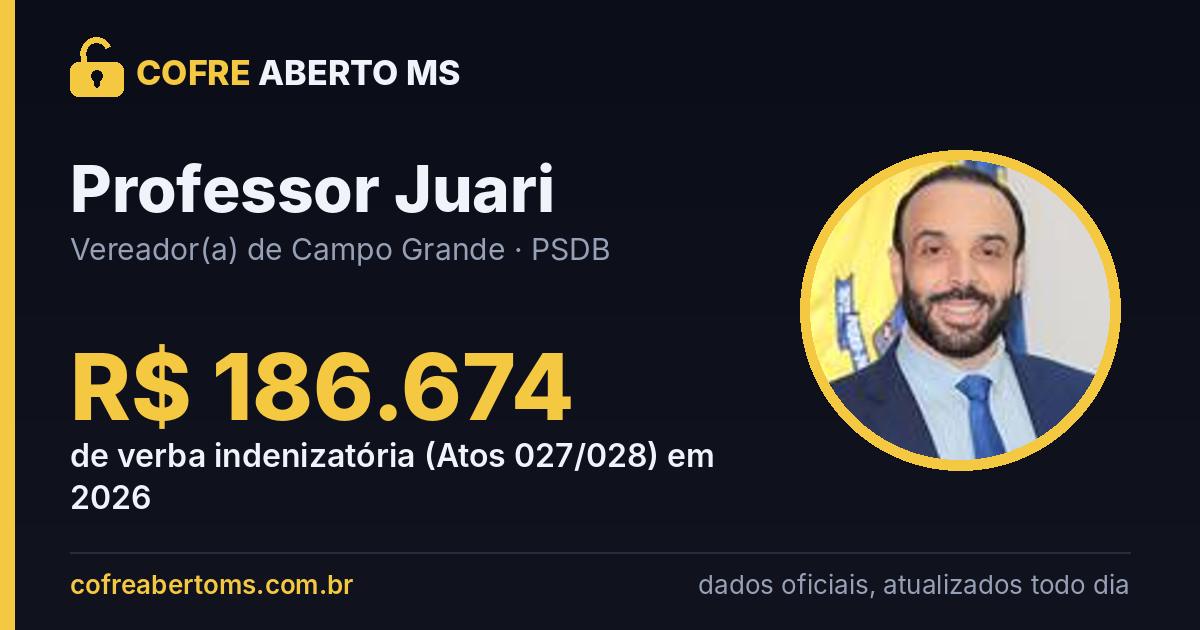 COFRE ABERTO MS
Professor Juari
Vereador(a) de Campo Grande · PSDB
R$ 186.674
de verba indenizatória (Atos 027/028) em
2026
cofreabertoms.com.br
dados oficiais, atualizados todo dia